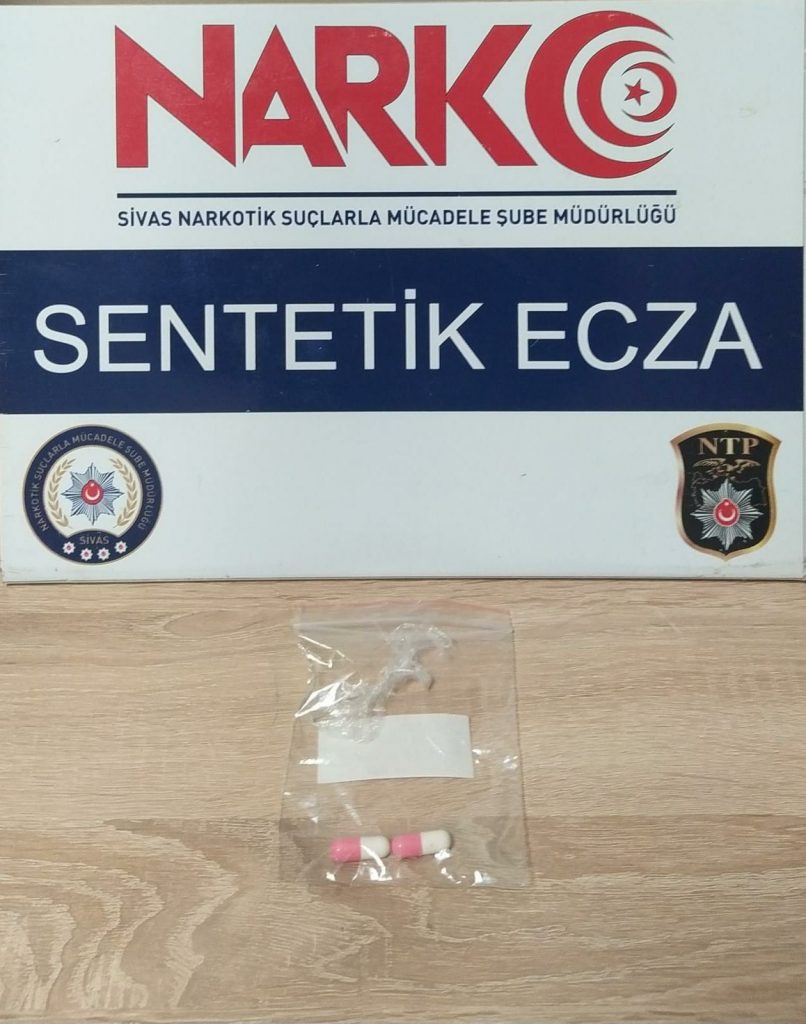 NARKO
SİVAS NARKOTİK SUÇLARLA MÜCADELE ŞUBE MÜDÜRLÜĞÜ
SENTETİK ECZA
NARKOTİK SUÇLARLA MÜCADELE ŞUBE MÜDÜRLÜĞÜ
SİVAS
NTP